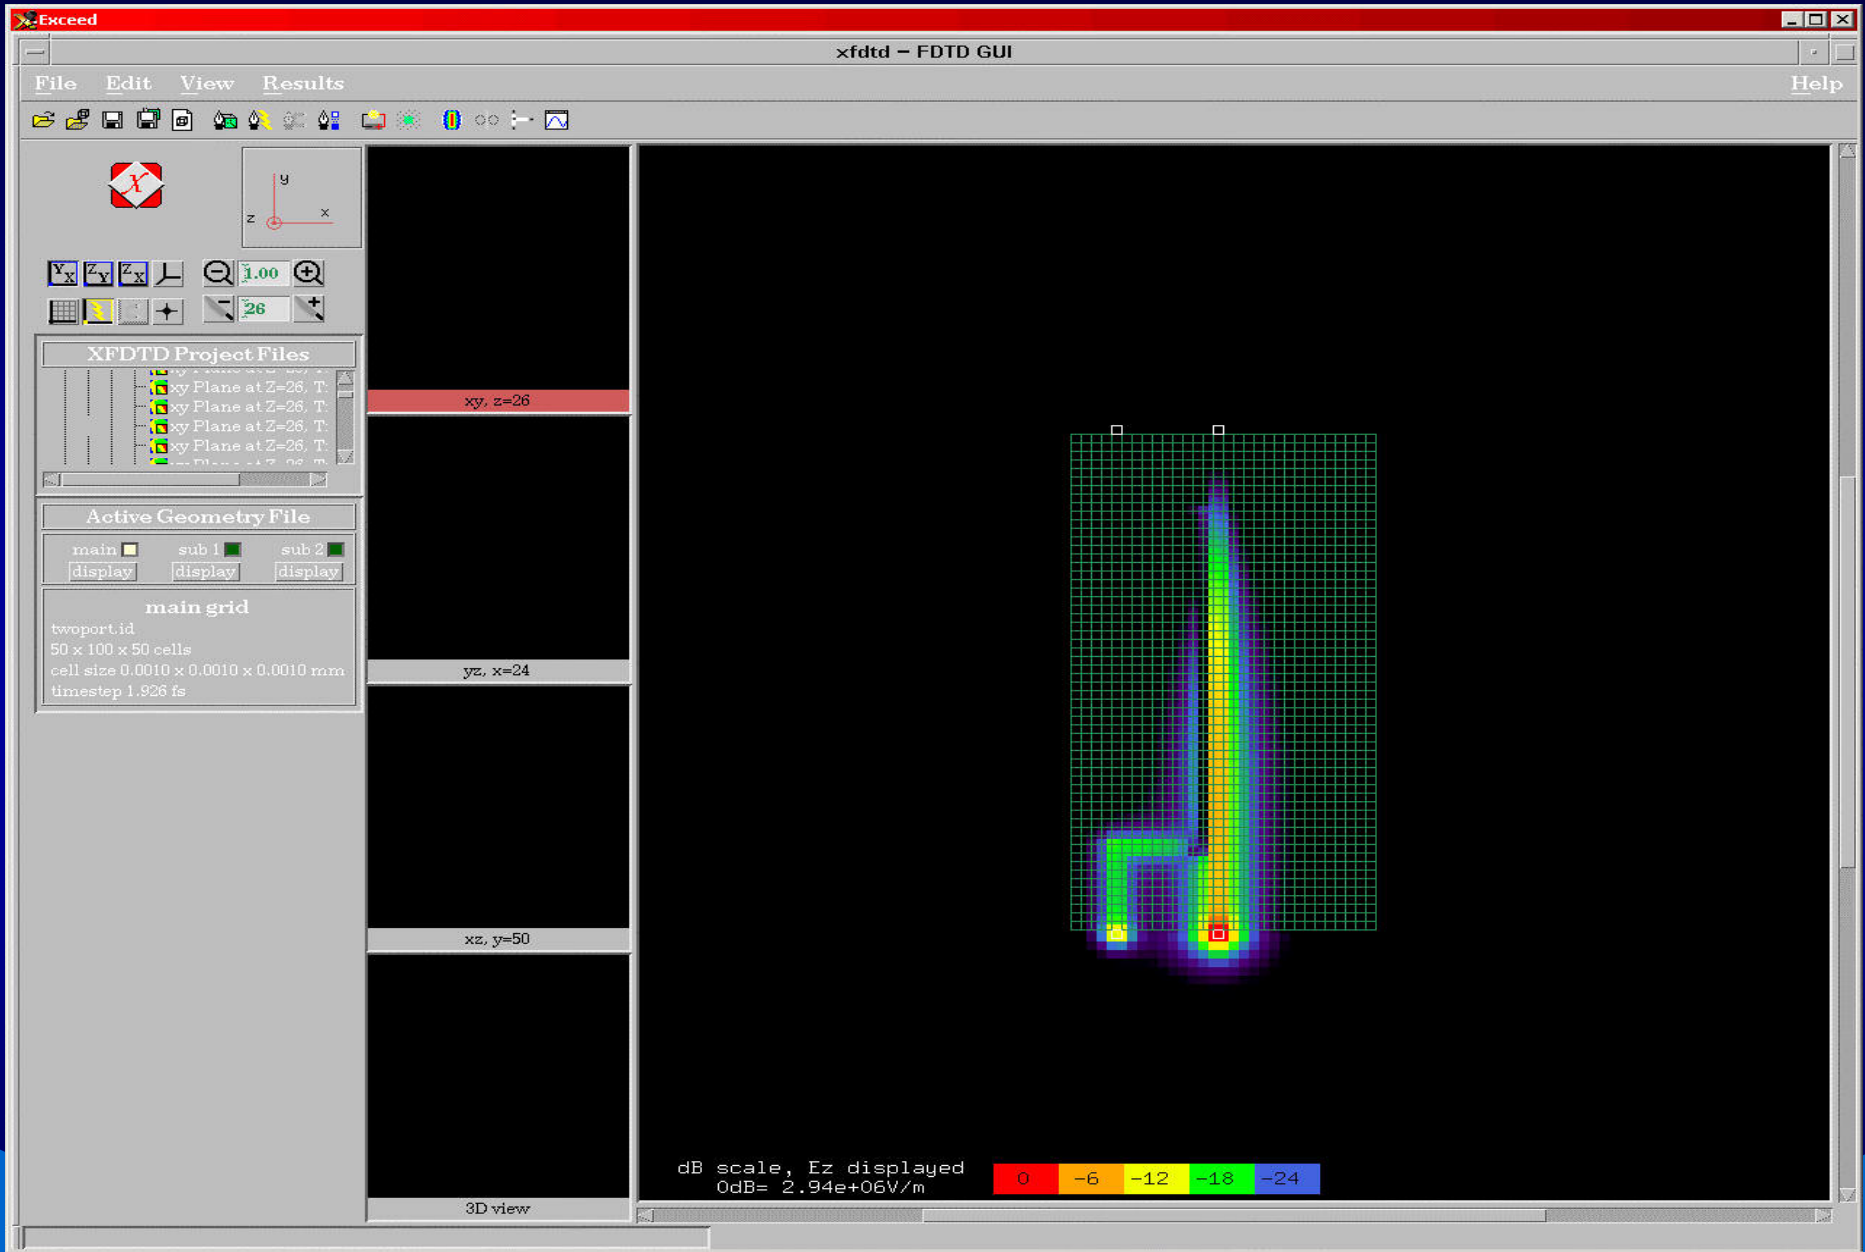 Exceed
xfdtd – FDTD GUI
File Edit View Results Help
y
z x
X
YX ZY ZX 1.00
26
XFDTD Project Files
xy Plane at Z=26, T:
xy Plane at Z=26, T:
xy Plane at Z=26, T:
xy Plane at Z=26, T:
Active Geometry File
main sub 1 sub 2
display display display
main grid
twoport.id
50 x 100 x 50 cells
cell size 0.0010 x 0.0010 x 0.0010 mm
timestep 1.926 fs
xy, z=26
yz, x=24
xz, y=50
3D view
dB scale, Ez displayed
0dB= 2.94e+06V/m
0 -6 -12 -18 -24